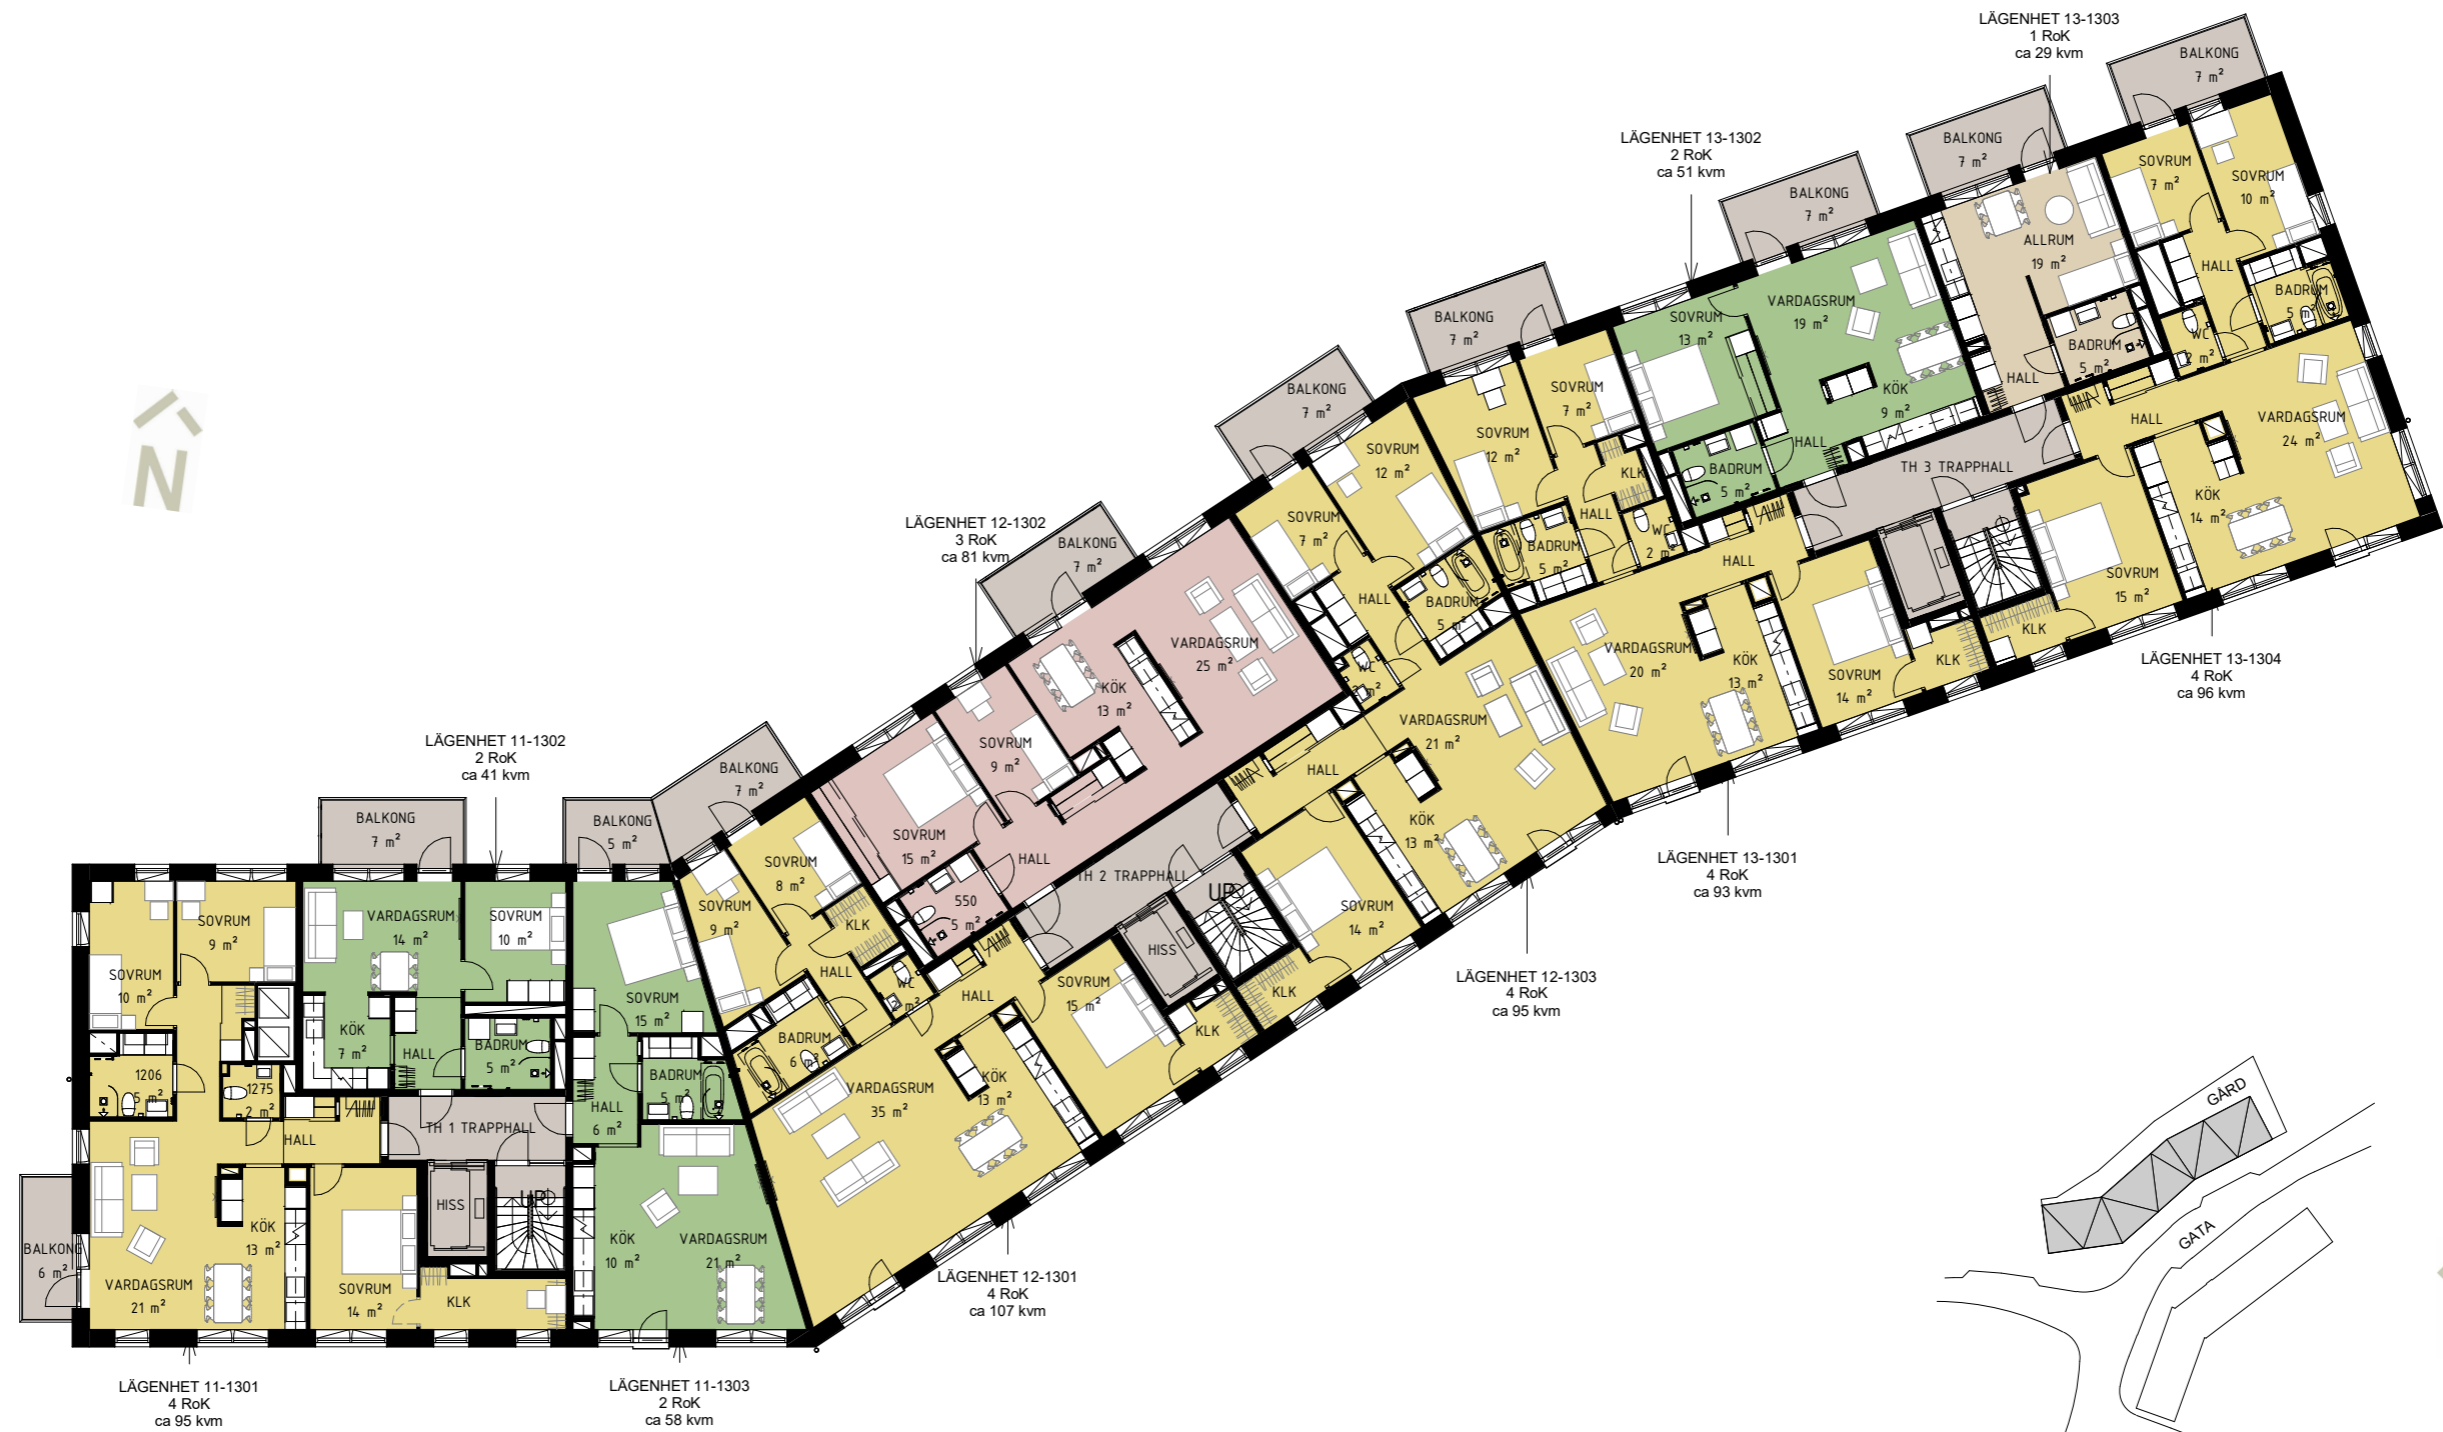 LÄGENHET 13-1303
1 RoK
ca 29 kvm
BALKONG
7 m²
BALKONG
7 m²
LÄGENHET 13-1302
2 RoK
ca 51 kvm
BALKONG
7 m²
SOVRUM
7 m²
SOVRUM
10 m²
ALLRUM
19 m²
HALL
BADRUM
5 m²
WC
2 m²
BADRUM
5 m²
HALL
VARDAGSRUM
19 m²
SOVRUM
13 m²
KÖK
9 m²
HALL
BADRUM
5 m²
HALL
VARDAGSRUM
24 m²
TH 3 TRAPPHALL
KÖK
14 m²
SOVRUM
15 m²
KLK
LÄGENHET 13-1304
4 RoK
ca 96 kvm
BALKONG
7 m²
SOVRUM
7 m²
SOVRUM
12 m²
KLK
HALL
WC
2 m²
BADRUM
5 m²
HALL
VARDAGSRUM
20 m²
KÖK
13 m²
SOVRUM
14 m²
KLK
LÄGENHET 13-1301
4 RoK
ca 93 kvm
BALKONG
7 m²
SOVRUM
12 m²
SOVRUM
7 m²
HALL
BADRUM
5 m²
WC
VARDAGSRUM
21 m²
HALL
KÖK
13 m²
SOVRUM
14 m²
KLK
LÄGENHET 12-1303
4 RoK
ca 95 kvm
N
LÄGENHET 12-1302
3 RoK
ca 81 kvm
BALKONG
7 m²
VARDAGSRUM
25 m²
KÖK
13 m²
SOVRUM
9 m²
SOVRUM
15 m²
HALL
550
5 m²
TH 2 TRAPPHALL
UP
HISS
LÄGENHET 11-1302
2 RoK
ca 41 kvm
BALKONG
7 m²
BALKONG
7 m²
BALKONG
5 m²
SOVRUM
8 m²
SOVRUM
9 m²
KLK
HALL
WC
2 m²
BADRUM
6 m²
HALL
SOVRUM
15 m²
KLK
VARDAGSRUM
35 m²
KÖK
13 m²
LÄGENHET 12-1301
4 RoK
ca 107 kvm
SOVRUM
9 m²
SOVRUM
10 m²
VARDAGSRUM
14 m²
SOVRUM
10 m²
KÖK
7 m²
HALL
BADRUM
5 m²
SOVRUM
15 m²
BADRUM
5 m²
HALL
6 m²
1206
5 m²
1275
2 m²
HALL
TH 1 TRAPPHALL
HISS
UP
BALKONG
6 m²
KÖK
13 m²
VARDAGSRUM
21 m²
SOVRUM
14 m²
KLK
KÖK
10 m²
VARDAGSRUM
21 m²
LÄGENHET 11-1301
4 RoK
ca 95 kvm
LÄGENHET 11-1303
2 RoK
ca 58 kvm
GÅRD
GATA